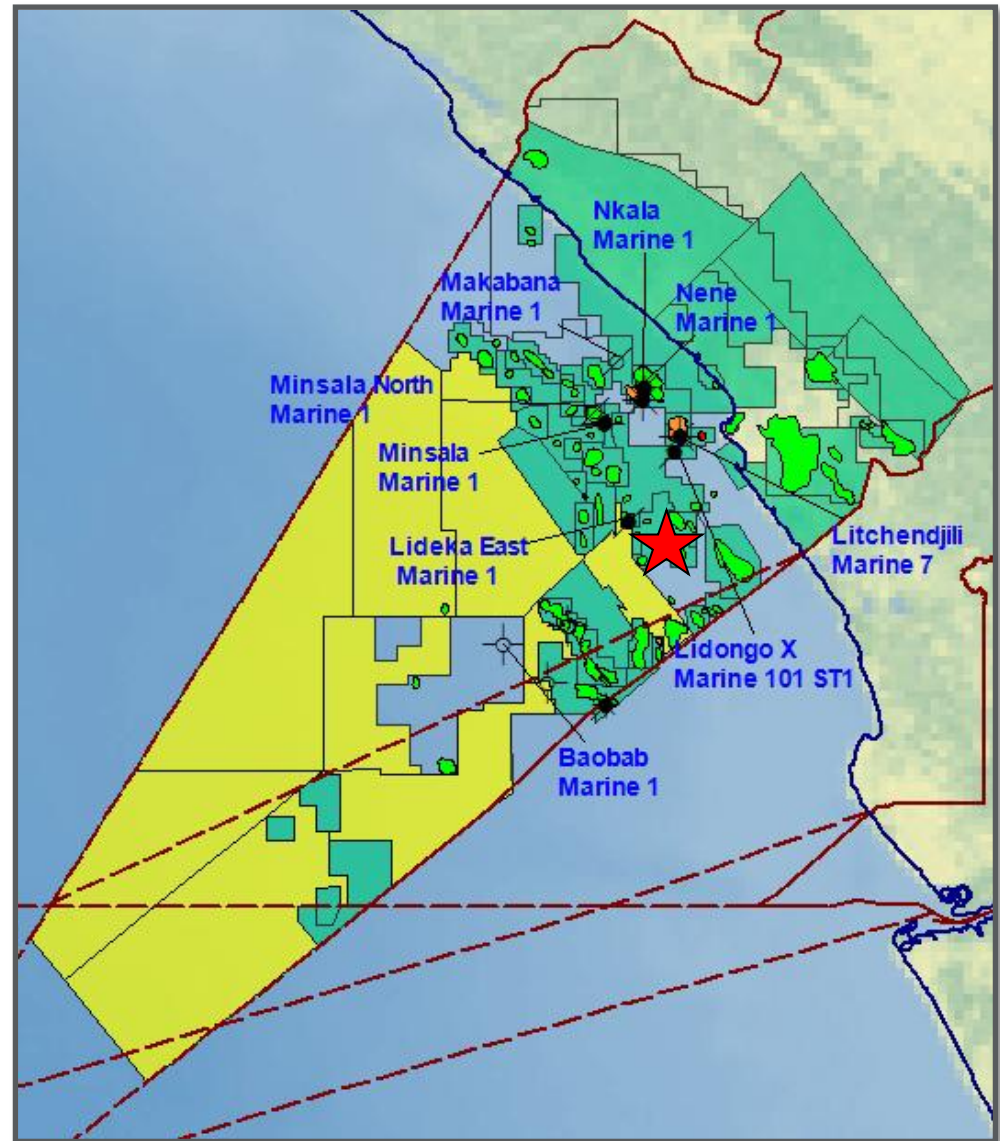 Nkala
Marine 1
Makabana
Marine 1
Nene
Marine 1
Minsala North
Marine 1
Minsala
Marine 1
Lideka East
Marine 1
Litchendjili
Marine 7
Lidongo X
Marine 101 ST1
Baobab
Marine 1